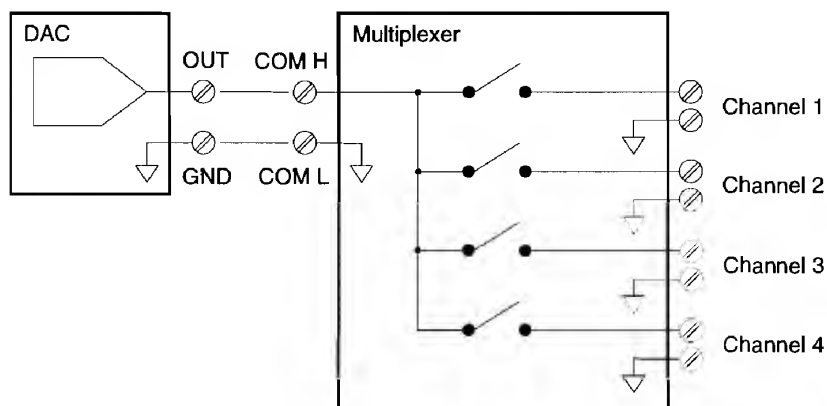 DAC
Multiplexer
OUT
COM H
GND
COM L
Channel 1
Channel 2
Channel 3
Channel 4